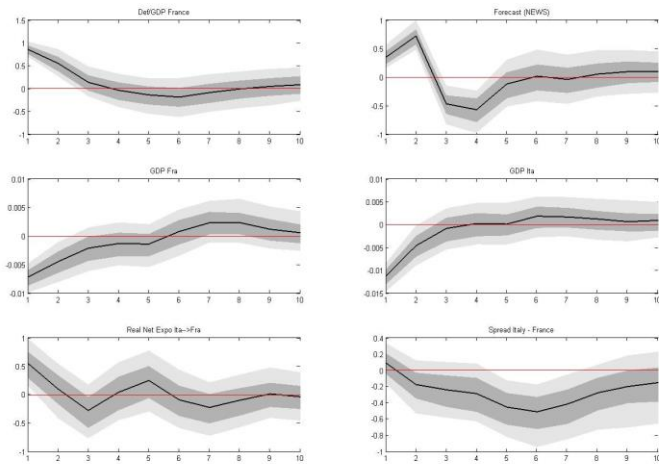 Def/GDP France
1.5
1
0.5
0
-0.5
-1
1 2 3 4 5 6 7 8 9 10
Forecast (NEWS)
0.5
0
-0.5
-1
1 2 3 4 5 6 7 8 9 10
GDP Fra
0.01
0.005
0
-0.005
-0.01
1 2 3 4 5 6 7 8 9 10
GDP Ita
0.01
0.005
0
-0.005
-0.01
-0.015
1 2 3 4 5 6 7 8 9 10
Real Net Expo Ita->Fra
1
0.5
0
-0.5
-1
1 2 3 4 5 6 7 8 9 10
Spread Italy - France
0.4
0.2
0
-0.2
-0.4
-0.6
-0.8
-1
1 2 3 4 5 6 7 8 9 10